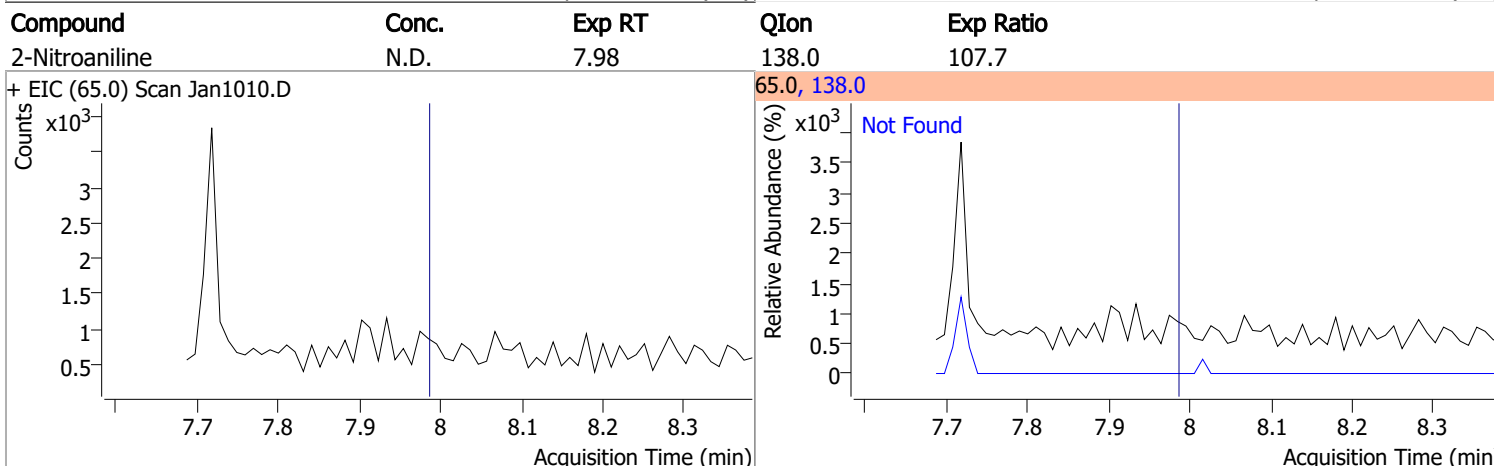 Compound Conc. Exp RT QIon Exp Ratio
2-Nitroaniline N.D. 7.98 138.0 107.7
+ EIC (65.0) Scan Jan1010.D
Counts
x103
3
2.5
2
1.5
1
0.5
7.7 7.8 7.9 8 8.1 8.2 8.3
Acquisition Time (min)
65.0, 138.0
Relative Abundance (%)
x103
Not Found
3.5
3
2.5
2
1.5
1
0.5
0
7.7 7.8 7.9 8 8.1 8.2 8.3
Acquisition Time (min)